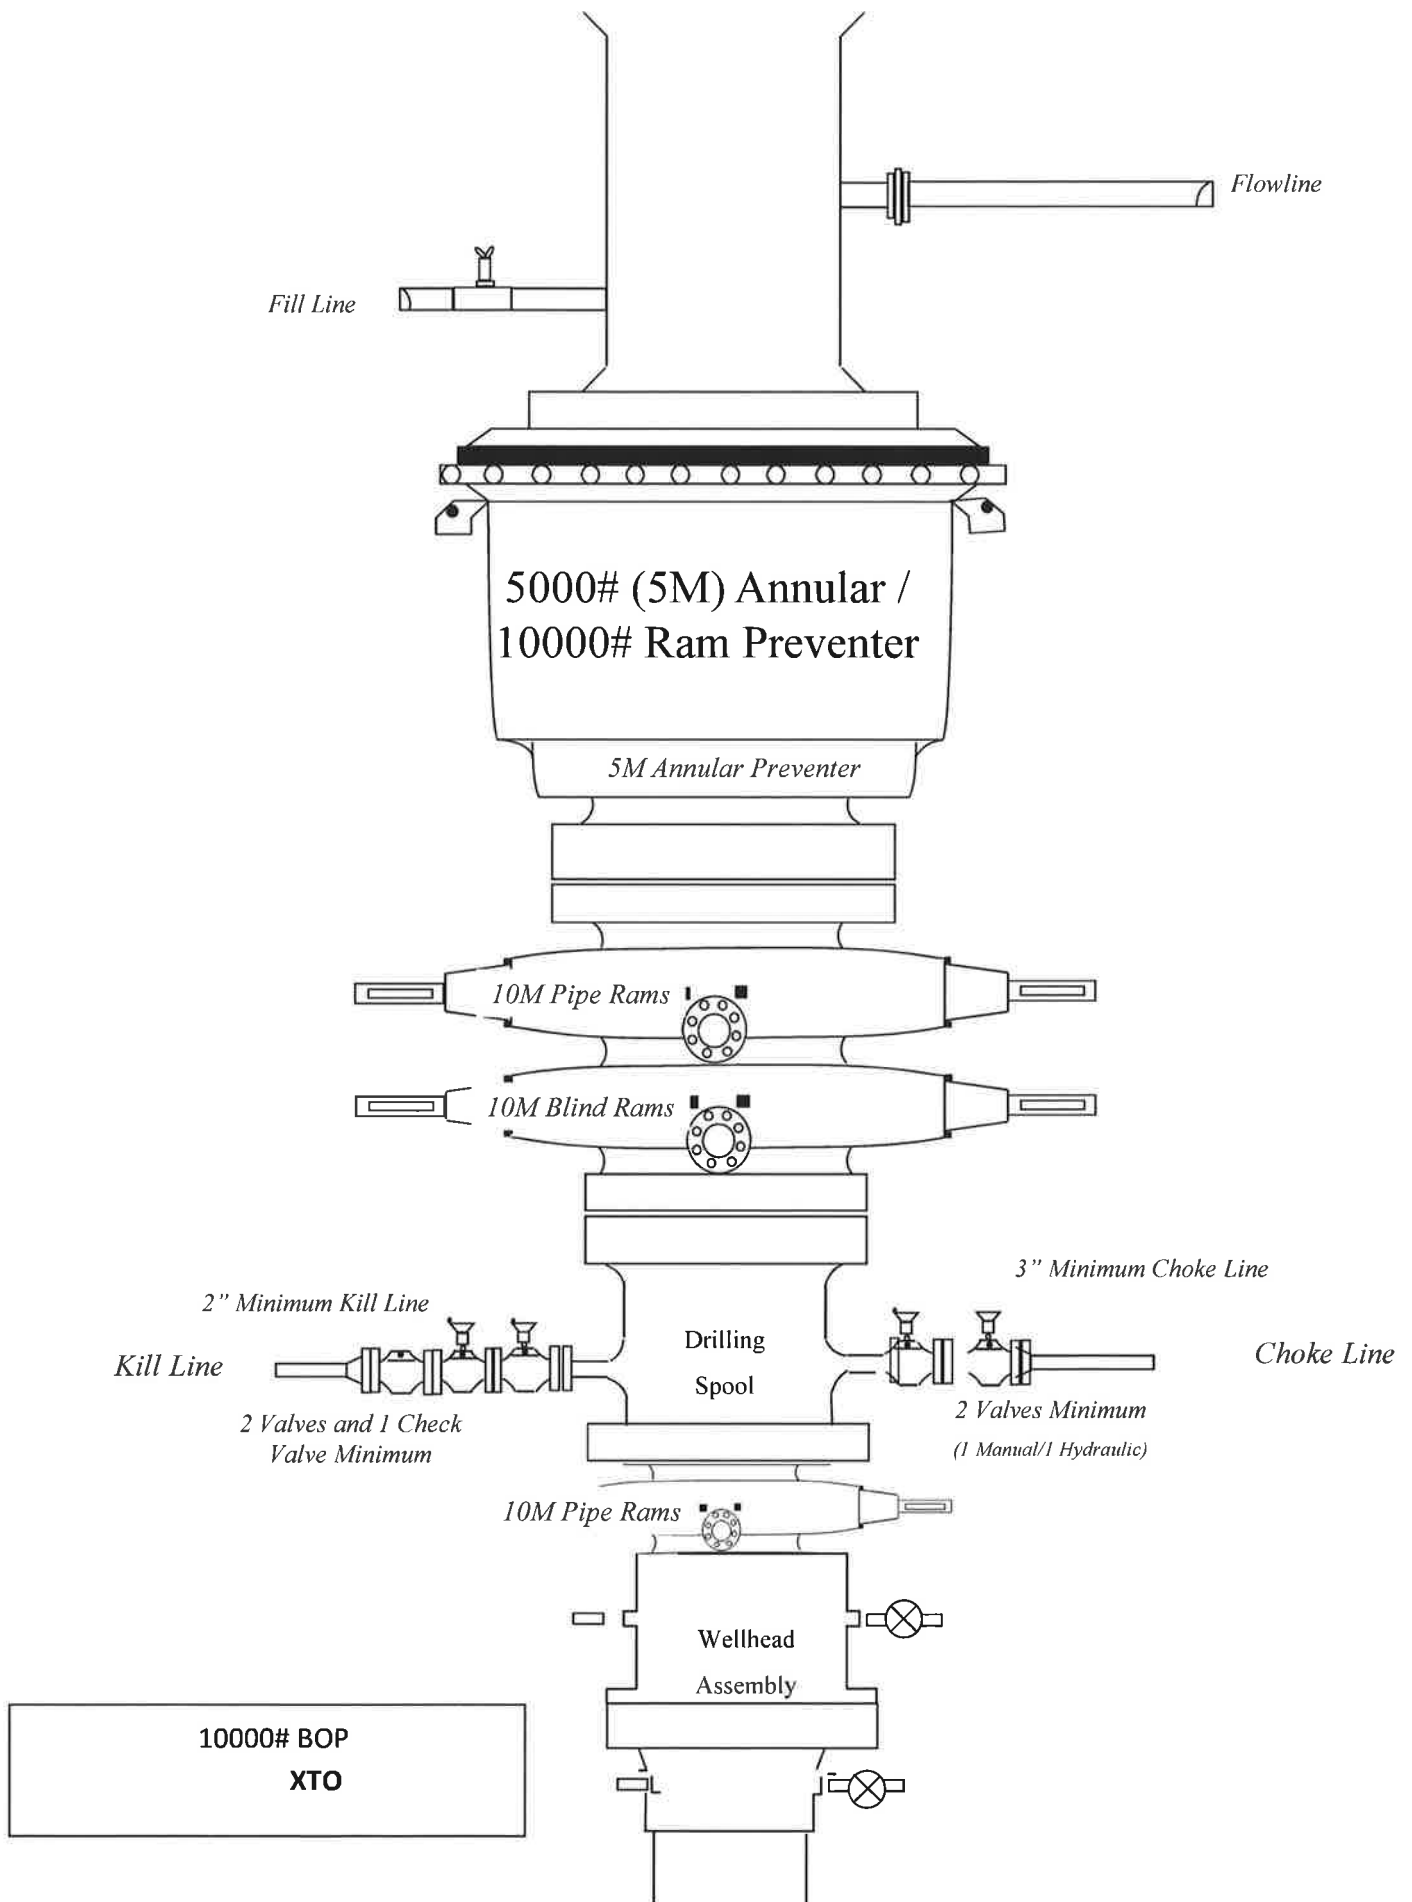 Flowline
Fill Line
5000# (5M) Annular /
10000# Ram Preventer
5M Annular Preventer
10M Pipe Rams
10M Blind Rams
3” Minimum Choke Line
2” Minimum Kill Line
Drilling
Spool
Kill Line
Choke Line
2 Valves and 1 Check
Valve Minimum
2 Valves Minimum
(1 Manual/1 Hydraulic)
10M Pipe Rams
Wellhead
Assembly
10000# BOP
XTO